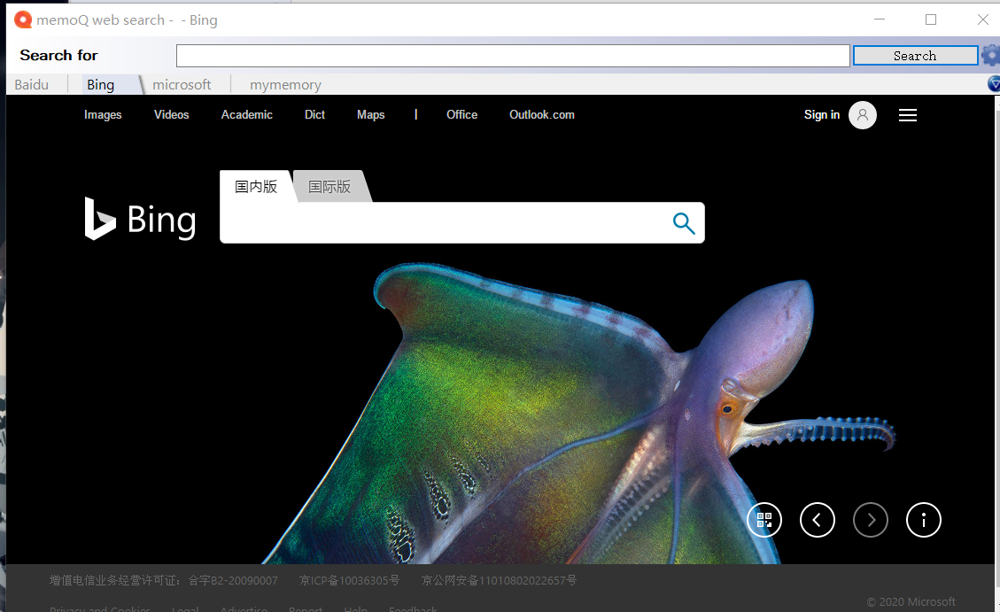 memoQ web search - - Bing
Search for
Search
Baidu Bing microsoft mymemory
Images Videos Academic Dict Maps | Office Outlook.com Sign in
国内版 国际版
Bing
增值电信业务经营许可证：合字B2-20090007 京ICP备10036305号 京公网安备11010802022657号
Privacy and Cookies Legal Advertise Report Help Feedback
© 2020 Microsoft